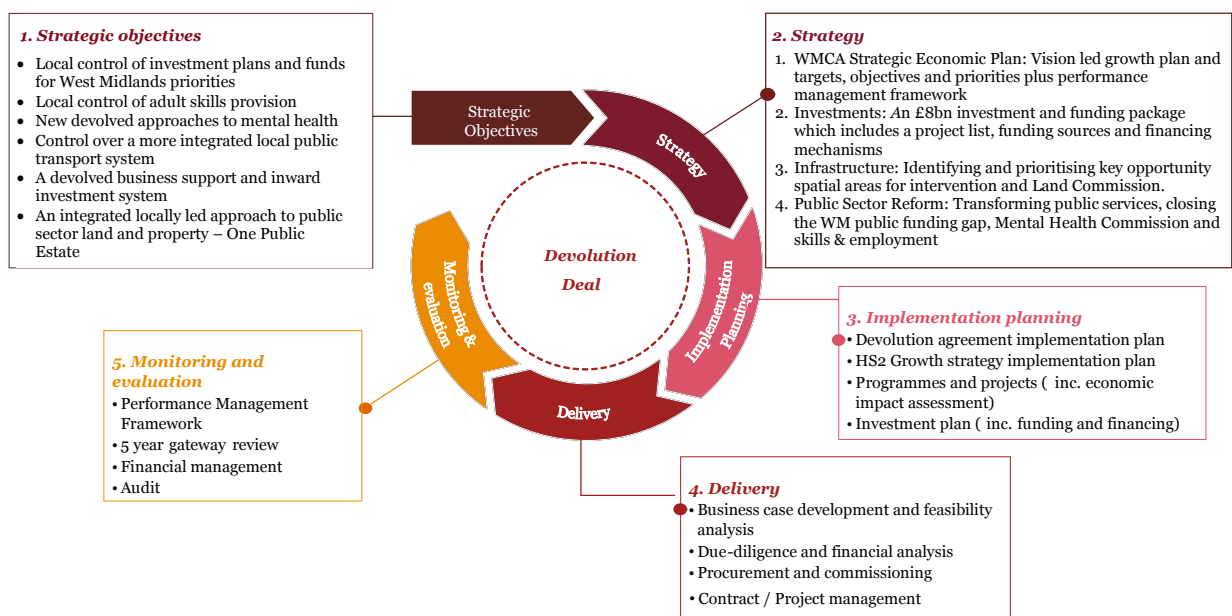 1. Strategic objectives
• Local control of investment plans and funds
for West Midlands priorities
• Local control of adult skills provision
• New devolved approaches to mental health
• Control over a more integrated local public
transport system
• A devolved business support and inward
investment system
• An integrated locally led approach to public
sector land and property – One Public
Estate
Strategic
Objectives
Strategy
2. Strategy
1. WMCA Strategic Economic Plan: Vision led growth plan and
targets, objectives and priorities plus performance
management framework
2. Investments: An £8bn investment and funding package
which includes a project list, funding sources and financing
mechanisms
3. Infrastructure: Identifying and prioritising key opportunity
spatial areas for intervention and Land Commission.
4. Public Sector Reform: Transforming public services, closing
the WM public funding gap, Mental Health Commission and
skills & employment
Devolution
Deal
Implementation
Planning
3. Implementation planning
• Devolution agreement implementation plan
• HS2 Growth strategy implementation plan
• Programmes and projects ( inc. economic
impact assessment)
• Investment plan ( inc. funding and financing)
Delivery
4. Delivery
• Business case development and feasibility
analysis
• Due-diligence and financial analysis
• Procurement and commissioning
• Contract / Project management
Monitoring &
evaluation
5. Monitoring and
evaluation
• Performance Management
Framework
• 5 year gateway review
• Financial management
• Audit